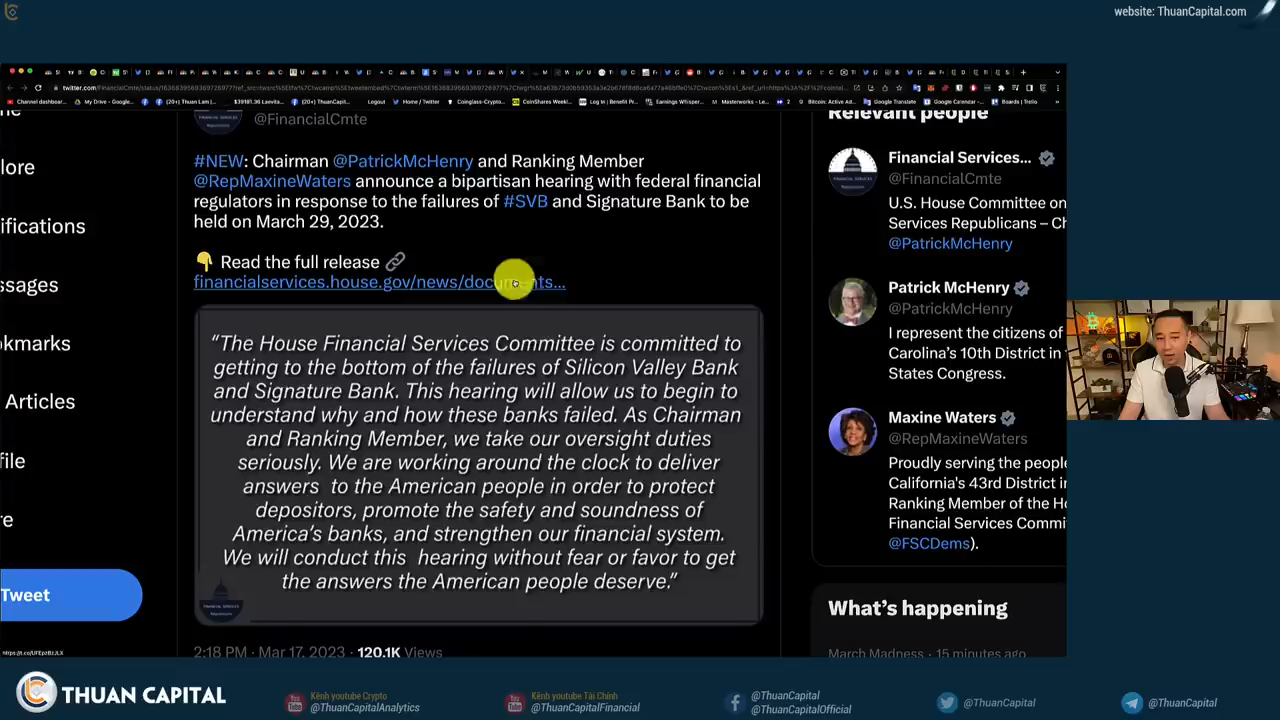 website: ThuanCapital.com
@FinancialCmte
#NEW: Chairman @PatrickMcHenry and Ranking Member
@RepMaxineWaters announce a bipartisan hearing with federal financial
regulators in response to the failures of #SVB and Signature Bank to be
held on March 29, 2023.
👇 Read the full release 🔗
financialservices.house.gov/news/documents...
“The House Financial Services Committee is committed to
getting to the bottom of the failures of Silicon Valley Bank
and Signature Bank. This hearing will allow us to begin to
understand why and how these banks failed. As Chairman
and Ranking Member, we take our oversight duties
seriously. We are working around the clock to deliver
answers to the American people in order to protect
depositors, promote the safety and soundness of
America’s banks, and strengthen our financial system.
We will conduct this hearing without fear or favor to get
the answers the American people deserve.”
2:18 PM · Mar 17, 2023 · 120.1K Views
lore
ifications
ssages
kmarks
Articles
file
re
Tweet
Relevant people
Financial Services...
@FinancialCmte
U.S. House Committee on
Services Republicans – Ch
@PatrickMcHenry
Patrick McHenry
@PatrickMcHenry
I represent the citizens of
Carolina’s 10th District in
States Congress.
Maxine Waters
@RepMaxineWaters
Proudly serving the people
California's 43rd District in
Ranking Member of the Ho
Financial Services Commit
@FSCDems).
What’s happening
March Madness · 15 minutes ago
THUAN CAPITAL
Kênh youtube Crypto
@ThuanCapitalAnalytics
Kênh youtube Tài Chính
@ThuanCapitalFinancial
@ThuanCapital
@ThuanCapitalOfficial
@ThuanCapital
@ThuanCapital